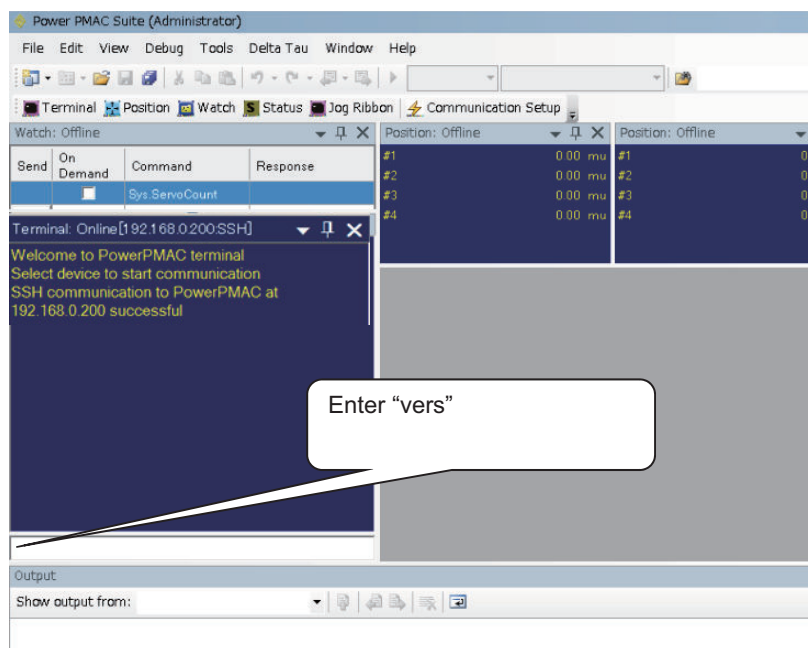 Power PMAC Suite (Administrator)
File Edit View Debug Tools Delta Tau Window Help
Terminal Position Watch Status Jog Ribbon Communication Setup
Watch: Offline
Send On Demand Command Response
Sys.ServoCount
Position: Offline
#1 0.00 mu
#2 0.00 mu
#3 0.00 mu
#4 0.00 mu
Position: Offline
#1 0
#2 0
#3 0
#4 0
Terminal: Online[192.168.0.200:SSH]
Welcome to PowerPMAC terminal
Select device to start communication
SSH communication to PowerPMAC at
192.168.0.200 successful
Enter “vers”
Output
Show output from: